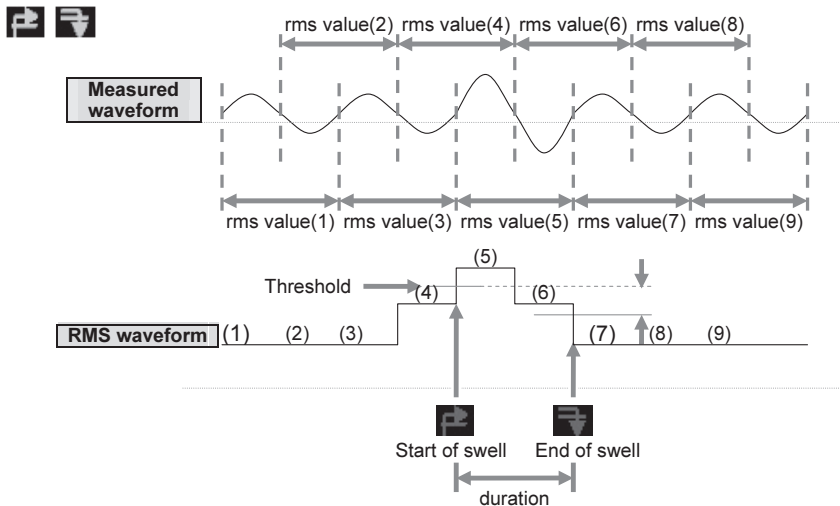 rms value(2) rms value(4) rms value(6) rms value(8)
Measured
waveform
rms value(1) rms value(3) rms value(5) rms value(7) rms value(9)
(5)
Threshold
(4) (6)
RMS waveform (1) (2) (3) (7) (8) (9)
Start of swell End of swell
duration